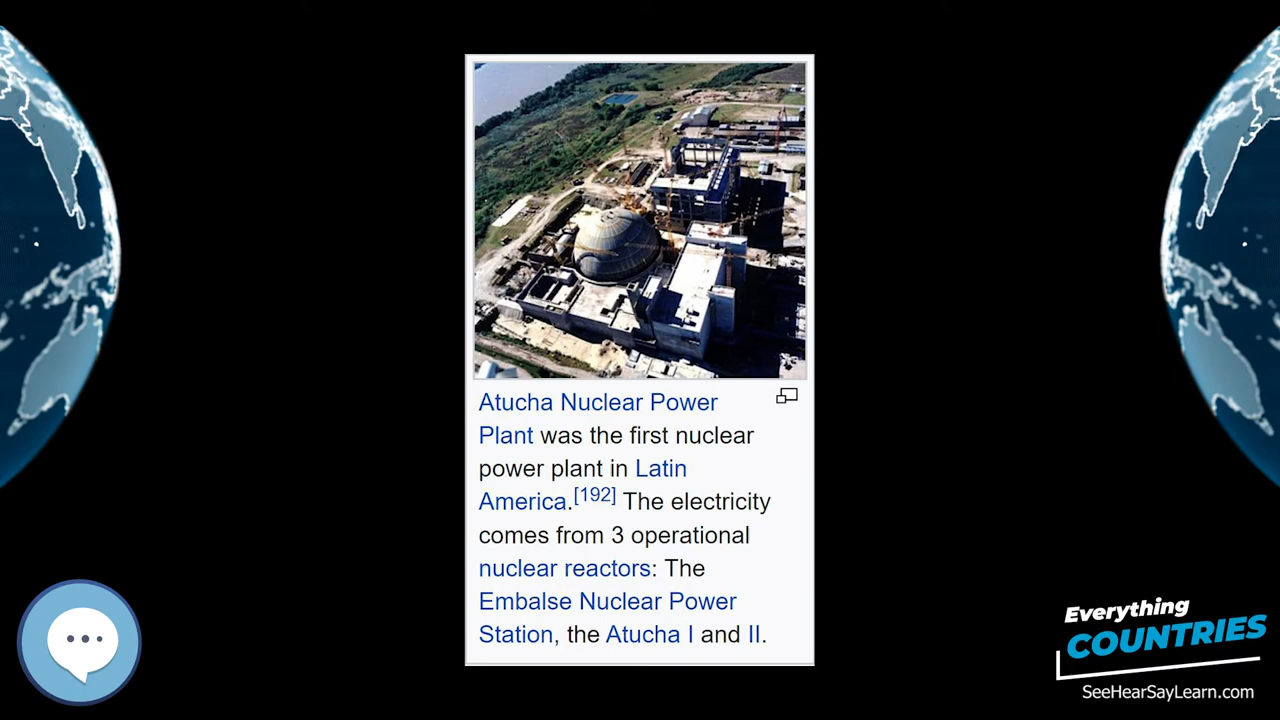 Atucha Nuclear Power
Plant was the first nuclear
power plant in Latin
America.[192] The electricity
comes from 3 operational
nuclear reactors: The
Embalse Nuclear Power
Station, the Atucha I and II.
Everything
COUNTRIES
SeeHearSayLearn.com